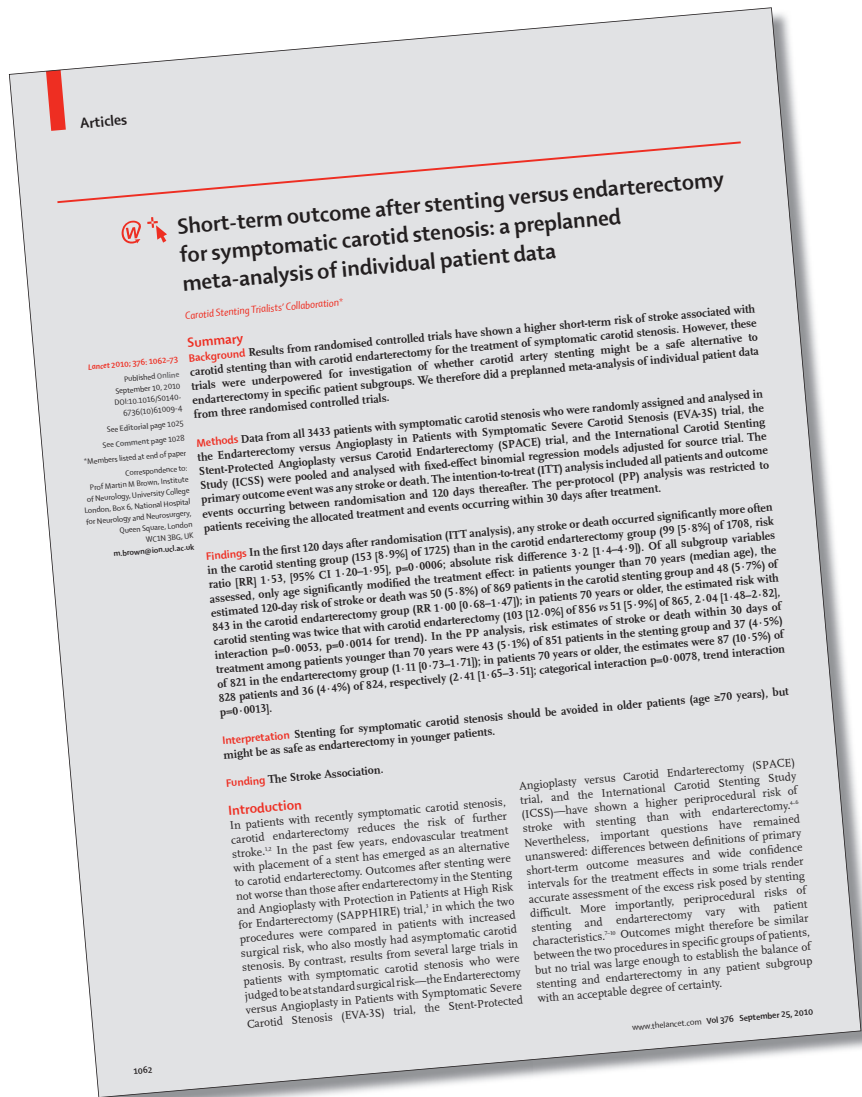 Articles
W
Short-term outcome after stenting versus endarterectomy
for symptomatic carotid stenosis: a preplanned
meta-analysis of individual patient data
Carotid Stenting Trialists' Collaboration*
Lancet 2010; 376: 1062–73
Published Online
September 10, 2010
DOI:10.1016/S0140-
6736(10)61009-4
See Editorial page 1025
See Comment page 1028
*Members listed at end of paper
Correspondence to:
Prof Martin M Brown, Institute
of Neurology, University College
London, Box 6, National Hospital
for Neurology and Neurosurgery,
Queen Square, London
WC1N 3BG, UK
m.brown@ion.ucl.ac.uk
Summary
Background Results from randomised controlled trials have shown a higher short-term risk of stroke associated with
carotid stenting than with carotid endarterectomy for the treatment of symptomatic carotid stenosis. However, these
trials were underpowered for investigation of whether carotid artery stenting might be a safe alternative to
endarterectomy in specific patient subgroups. We therefore did a preplanned meta-analysis of individual patient data
from three randomised controlled trials.
Methods Data from all 3433 patients with symptomatic carotid stenosis who were randomly assigned and analysed in
the Endarterectomy versus Angioplasty in Patients with Symptomatic Severe Carotid Stenosis (EVA-3S) trial, the
Stent-Protected Angioplasty versus Carotid Endarterectomy (SPACE) trial, and the International Carotid Stenting
Study (ICSS) were pooled and analysed with fixed-effect binomial regression models adjusted for source trial. The
primary outcome event was any stroke or death. The intention-to-treat (ITT) analysis included all patients and outcome
events occurring between randomisation and 120 days thereafter. The per-protocol (PP) analysis was restricted to
patients receiving the allocated treatment and events occurring within 30 days after treatment.
Findings In the first 120 days after randomisation (ITT analysis), any stroke or death occurred significantly more often
in the carotid stenting group (153 [8·9%] of 1725) than in the carotid endarterectomy group (99 [5·8%] of 1708, risk
ratio [RR] 1·53, [95% CI 1·20–1·95], p=0·0006; absolute risk difference 3·2 [1·4–4·9]). Of all subgroup variables
assessed, only age significantly modified the treatment effect: in patients younger than 70 years (median age), the
estimated 120-day risk of stroke or death was 50 (5·8%) of 869 patients in the carotid stenting group and 48 (5·7%) of
843 in the carotid endarterectomy group (RR 1·00 [0·68–1·47]); in patients 70 years or older, the estimated risk with
carotid stenting was twice that with carotid endarterectomy (103 [12·0%] of 856 vs 51 [5·9%] of 865, 2·04 [1·48–2·82],
interaction p=0·0053, p=0·0014 for trend). In the PP analysis, risk estimates of stroke or death within 30 days of
treatment among patients younger than 70 years were 43 (5·1%) of 851 patients in the stenting group and 37 (4·5%)
of 821 in the endarterectomy group (1·11 [0·73–1·71]); in patients 70 years or older, the estimates were 87 (10·5%) of
828 patients and 36 (4·4%) of 824, respectively (2·41 [1·65–3·51]; categorical interaction p=0·0078, trend interaction
p=0·0013].
Interpretation Stenting for symptomatic carotid stenosis should be avoided in older patients (age ≥70 years), but
might be as safe as endarterectomy in younger patients.
Funding The Stroke Association.
Introduction
In patients with recently symptomatic carotid stenosis,
carotid endarterectomy reduces the risk of further
stroke.1,2 In the past few years, endovascular treatment
with placement of a stent has emerged as an alternative
to carotid endarterectomy. Outcomes after stenting were
not worse than those after endarterectomy in the Stenting
and Angioplasty with Protection in Patients at High Risk
for Endarterectomy (SAPPHIRE) trial,3 in which the two
procedures were compared in patients with increased
surgical risk, who also mostly had asymptomatic carotid
stenosis. By contrast, results from several large trials in
patients with symptomatic carotid stenosis who were
judged to be at standard surgical risk—the Endarterectomy
versus Angioplasty in Patients with Symptomatic Severe
Carotid Stenosis (EVA-3S) trial, the Stent-Protected
Angioplasty versus Carotid Endarterectomy (SPACE)
trial, and the International Carotid Stenting Study
(ICSS)—have shown a higher periprocedural risk of
stroke with stenting than with endarterectomy.4–6
Nevertheless, important questions have remained
unanswered: differences between definitions of primary
short-term outcome measures and wide confidence
intervals for the treatment effects in some trials render
accurate assessment of the excess risk posed by stenting
difficult. More importantly, periprocedural risks of
stenting and endarterectomy vary with patient
characteristics.7–10 Outcomes might therefore be similar
between the two procedures in specific groups of patients,
but no trial was large enough to establish the balance of
stenting and endarterectomy in any patient subgroup
with an acceptable degree of certainty.
1062
www.thelancet.com Vol 376 September 25, 2010